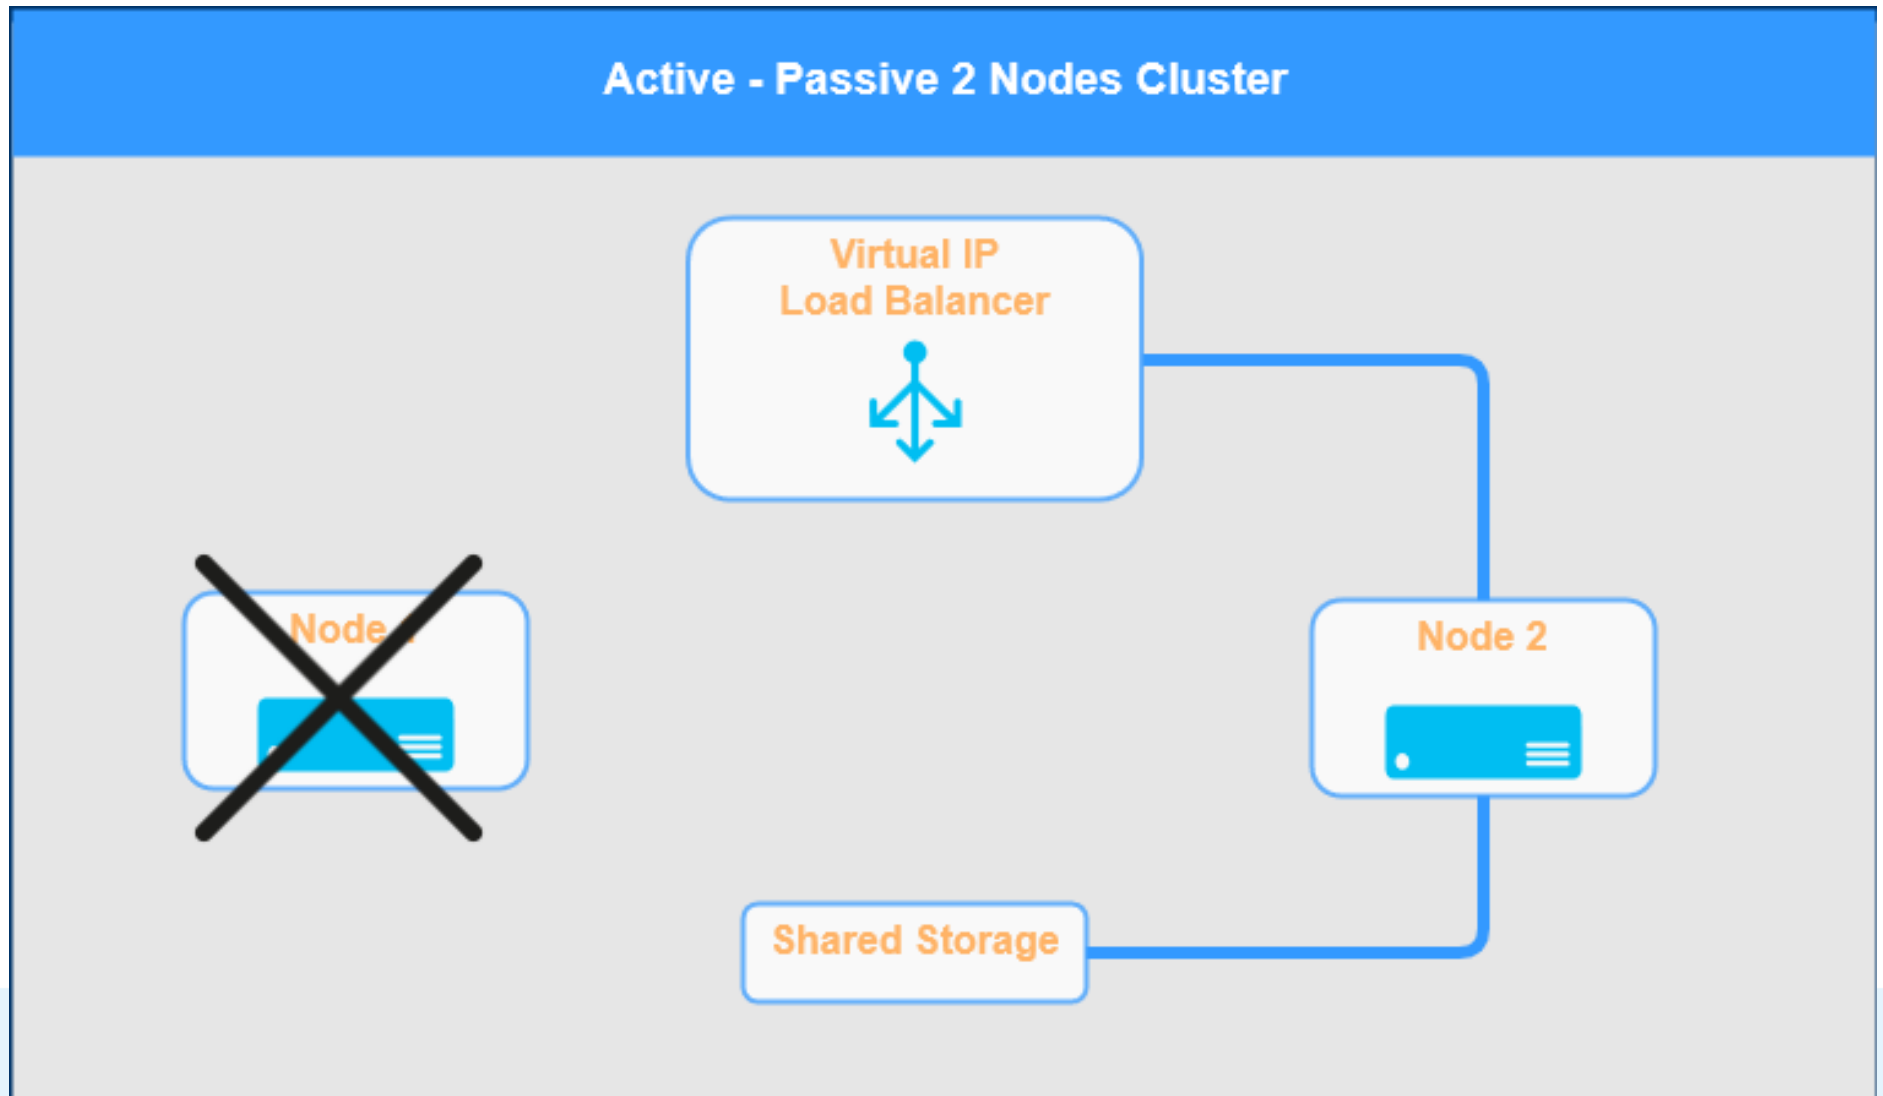 Active - Passive 2 Nodes Cluster
Virtual IP
Load Balancer
Node
Node 2
Shared Storage